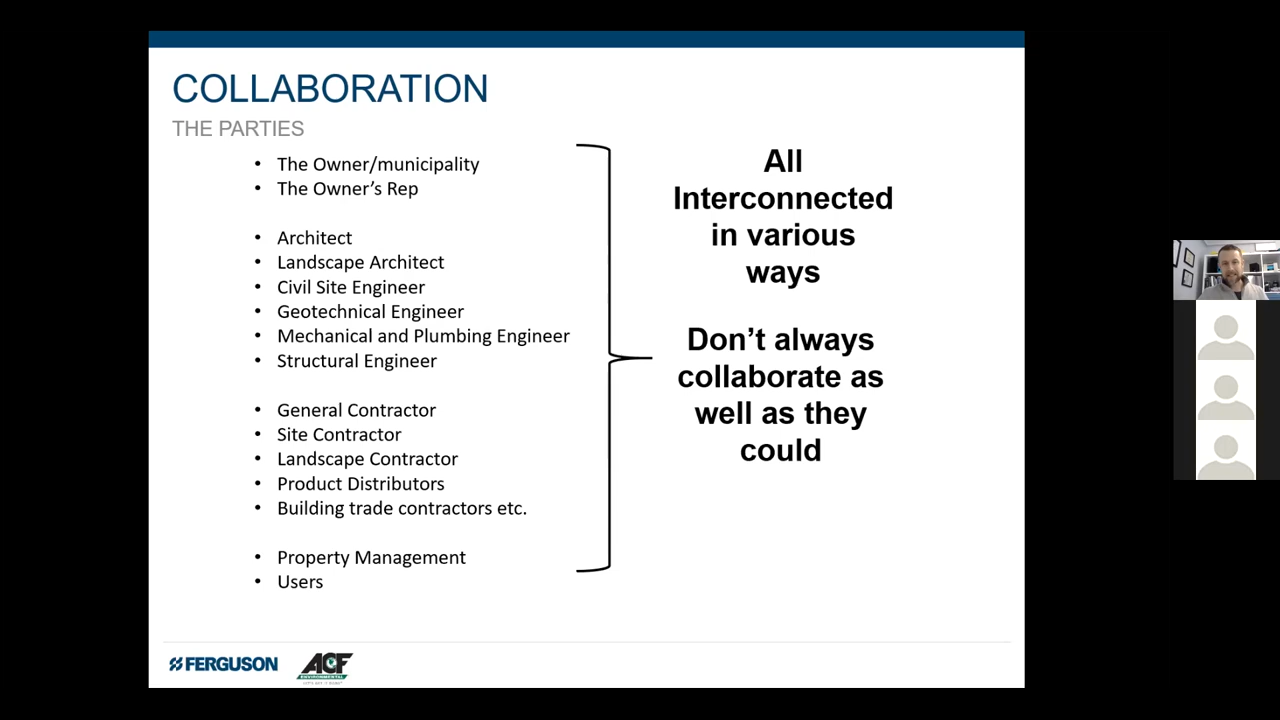 COLLABORATION
THE PARTIES
• The Owner/municipality
• The Owner's Rep
• Architect
• Landscape Architect
• Civil Site Engineer
• Geotechnical Engineer
• Mechanical and Plumbing Engineer
• Structural Engineer
• General Contractor
• Site Contractor
• Landscape Contractor
• Product Distributors
• Building trade contractors etc.
• Property Management
• Users
All
Interconnected
in various
ways
Don't always
collaborate as
well as they
could
FERGUSON
ACF
ENVIRONMENTAL